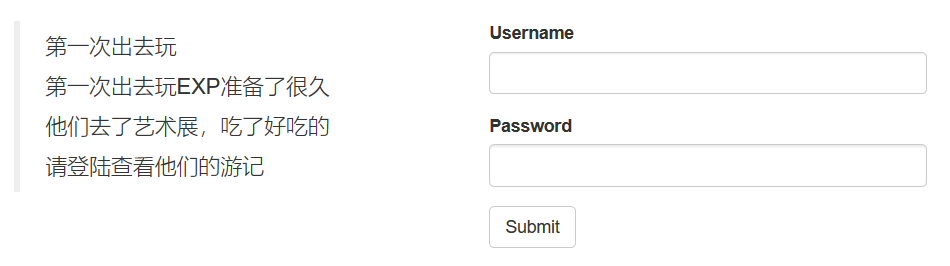 第一次出去玩
第一次出去玩EXP准备了很久
他们去了艺术展，吃了好吃的
请登陆查看他们的游记
Username
Password
Submit